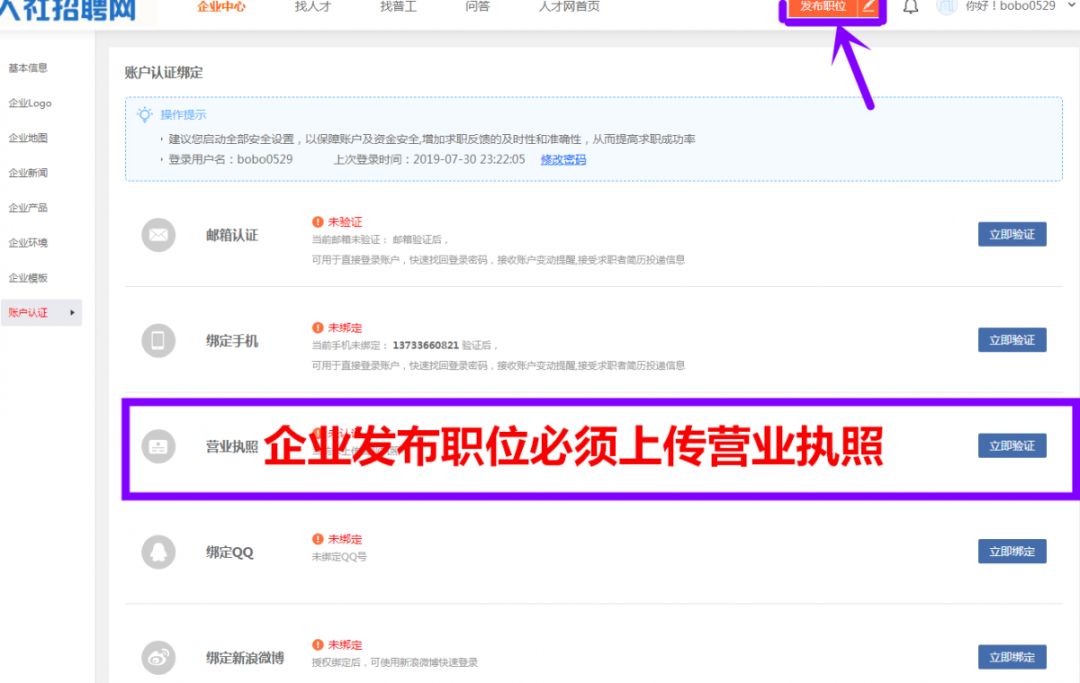 人社招聘网
企业中心 找人才 找普工 问答 人才网首页 发布职位 你好！bobo0529
基本信息
企业Logo
企业地图
企业新闻
企业产品
企业环境
企业模板
账户认证
账户认证绑定
操作提示
建议您启动全部安全设置，以保障账户及资金安全,增加求职反馈的及时性和准确性，从而提高求职成功率
登录用户名：bobo0529 上次登录时间：2019-07-30 23:22:05 修改密码
邮箱认证
未验证
当前邮箱未验证： 邮箱验证后，
可用于直接登录账户，快速找回登录密码，接收账户变动提醒,接受求职者简历投递信息
立即验证
绑定手机
未绑定
当前手机未绑定： 13733660821 验证后，
可用于直接登录账户，快速找回登录密码，接收账户变动提醒,接受求职者简历投递信息
立即验证
营业执照
企业发布职位必须上传营业执照
立即验证
绑定QQ
未绑定
未绑定QQ号
立即绑定
绑定新浪微博
未绑定
授权绑定后，可使用新浪微博快速登录
立即绑定